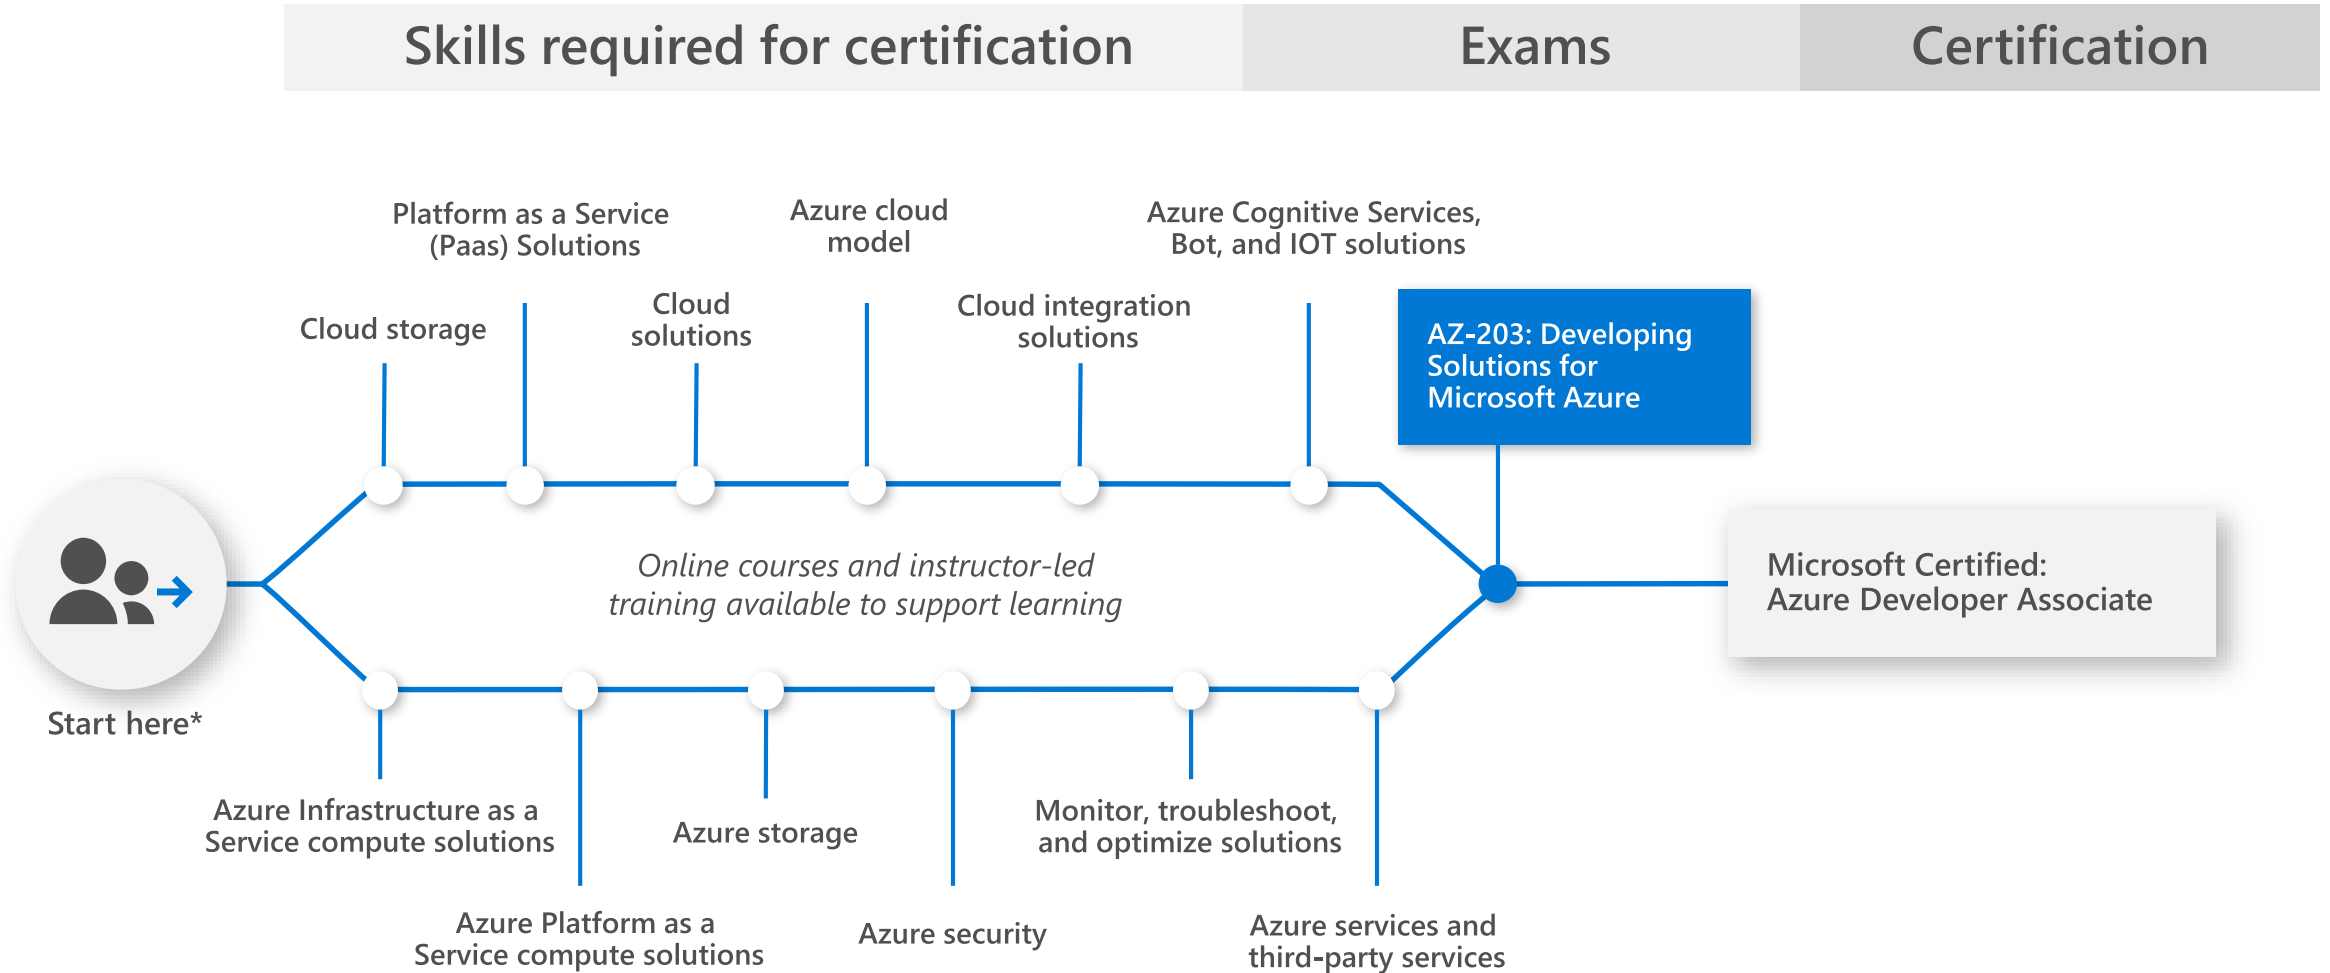 Skills required for certification
Exams
Certification
Platform as a Service
(Paas) Solutions
Azure cloud
model
Azure Cognitive Services,
Bot, and IOT solutions
Cloud storage
Cloud
solutions
Cloud integration
solutions
AZ-203: Developing
Solutions for
Microsoft Azure
Online courses and instructor-led
training available to support learning
Microsoft Certified:
Azure Developer Associate
Start here*
Azure Infrastructure as a
Service compute solutions
Azure storage
Monitor, troubleshoot,
and optimize solutions
Azure Platform as a
Service compute solutions
Azure security
Azure services and
third-party services